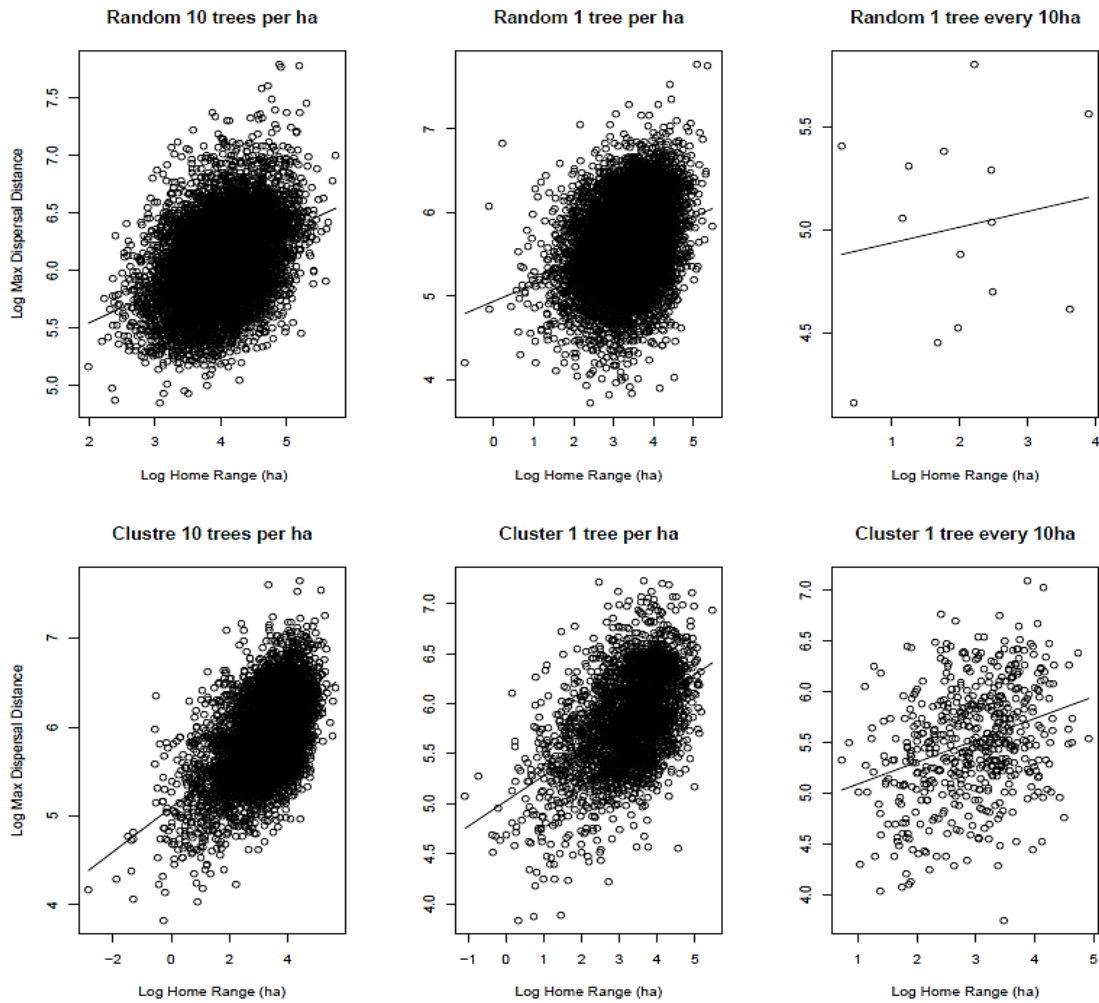 Random 10 trees per ha
Random 1 tree per ha
Random 1 tree every 10ha
Log Max Dispersal Distance
7.5
7.0
6.5
6.0
5.5
5.0
2 3 4 5
Log Home Range (ha)
7
6
5
4
0 1 2 3 4 5
Log Home Range (ha)
5.5
5.0
4.5
1 2 3 4
Log Home Range (ha)
Clustre 10 trees per ha
Cluster 1 tree per ha
Cluster 1 tree every 10ha
Log Max Dispersal Distance
7
6
5
4
-2 0 2 4
Log Home Range (ha)
7.0
6.5
6.0
5.5
5.0
4.5
4.0
-1 0 1 2 3 4 5
Log Home Range (ha)
7.0
6.5
6.0
5.5
5.0
4.5
4.0
1 2 3 4 5
Log Home Range (ha)